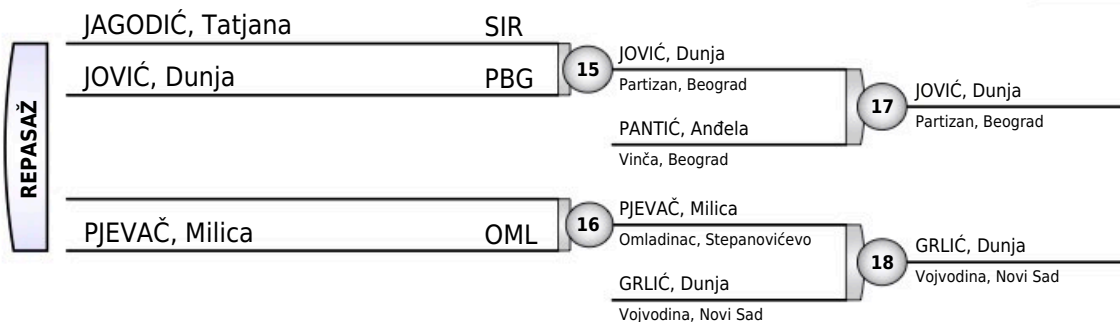 REPASAŽ
JAGODIĆ, Tatjana SIR
JOVIĆ, Dunja PBG
15
JOVIĆ, Dunja
Partizan, Beograd
PANTIĆ, Anđela
Vinča, Beograd
17
JOVIĆ, Dunja
Partizan, Beograd
PJEVAČ, Milica OML
16
PJEVAČ, Milica
Omladinac, Stepanovićevo
GRLIĆ, Dunja
Vojvodina, Novi Sad
18
GRLIĆ, Dunja
Vojvodina, Novi Sad